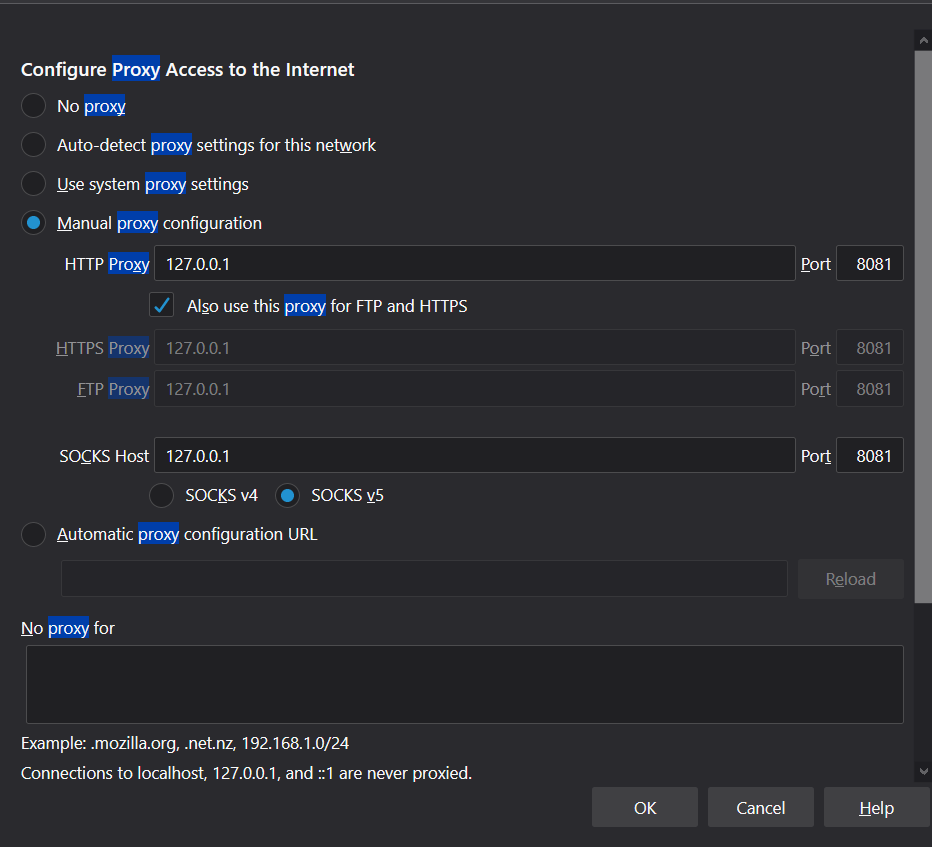 Configure Proxy Access to the Internet
No proxy
Auto-detect proxy settings for this network
Use system proxy settings
Manual proxy configuration
HTTP Proxy 127.0.0.1 Port 8081
Also use this proxy for FTP and HTTPS
HTTPS Proxy 127.0.0.1 Port 8081
FTP Proxy 127.0.0.1 Port 8081
SOCKS Host 127.0.0.1 Port 8081
SOCKS v4 SOCKS v5
Automatic proxy configuration URL
Reload
No proxy for
Example: .mozilla.org, .net.nz, 192.168.1.0/24
Connections to localhost, 127.0.0.1, and ::1 are never proxied.
OK Cancel Help